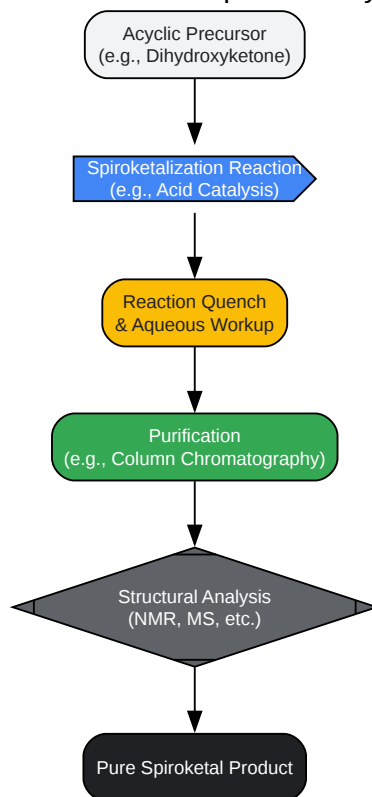 Acyclic Precursor
(e.g., Dihydroxyketone)
Spiroketalization Reaction
(e.g., Acid Catalysis)
Reaction Quench
& Aqueous Workup
Purification
(e.g., Column Chromatography)
Structural Analysis
(NMR, MS, etc.)
Pure Spiroketal Product